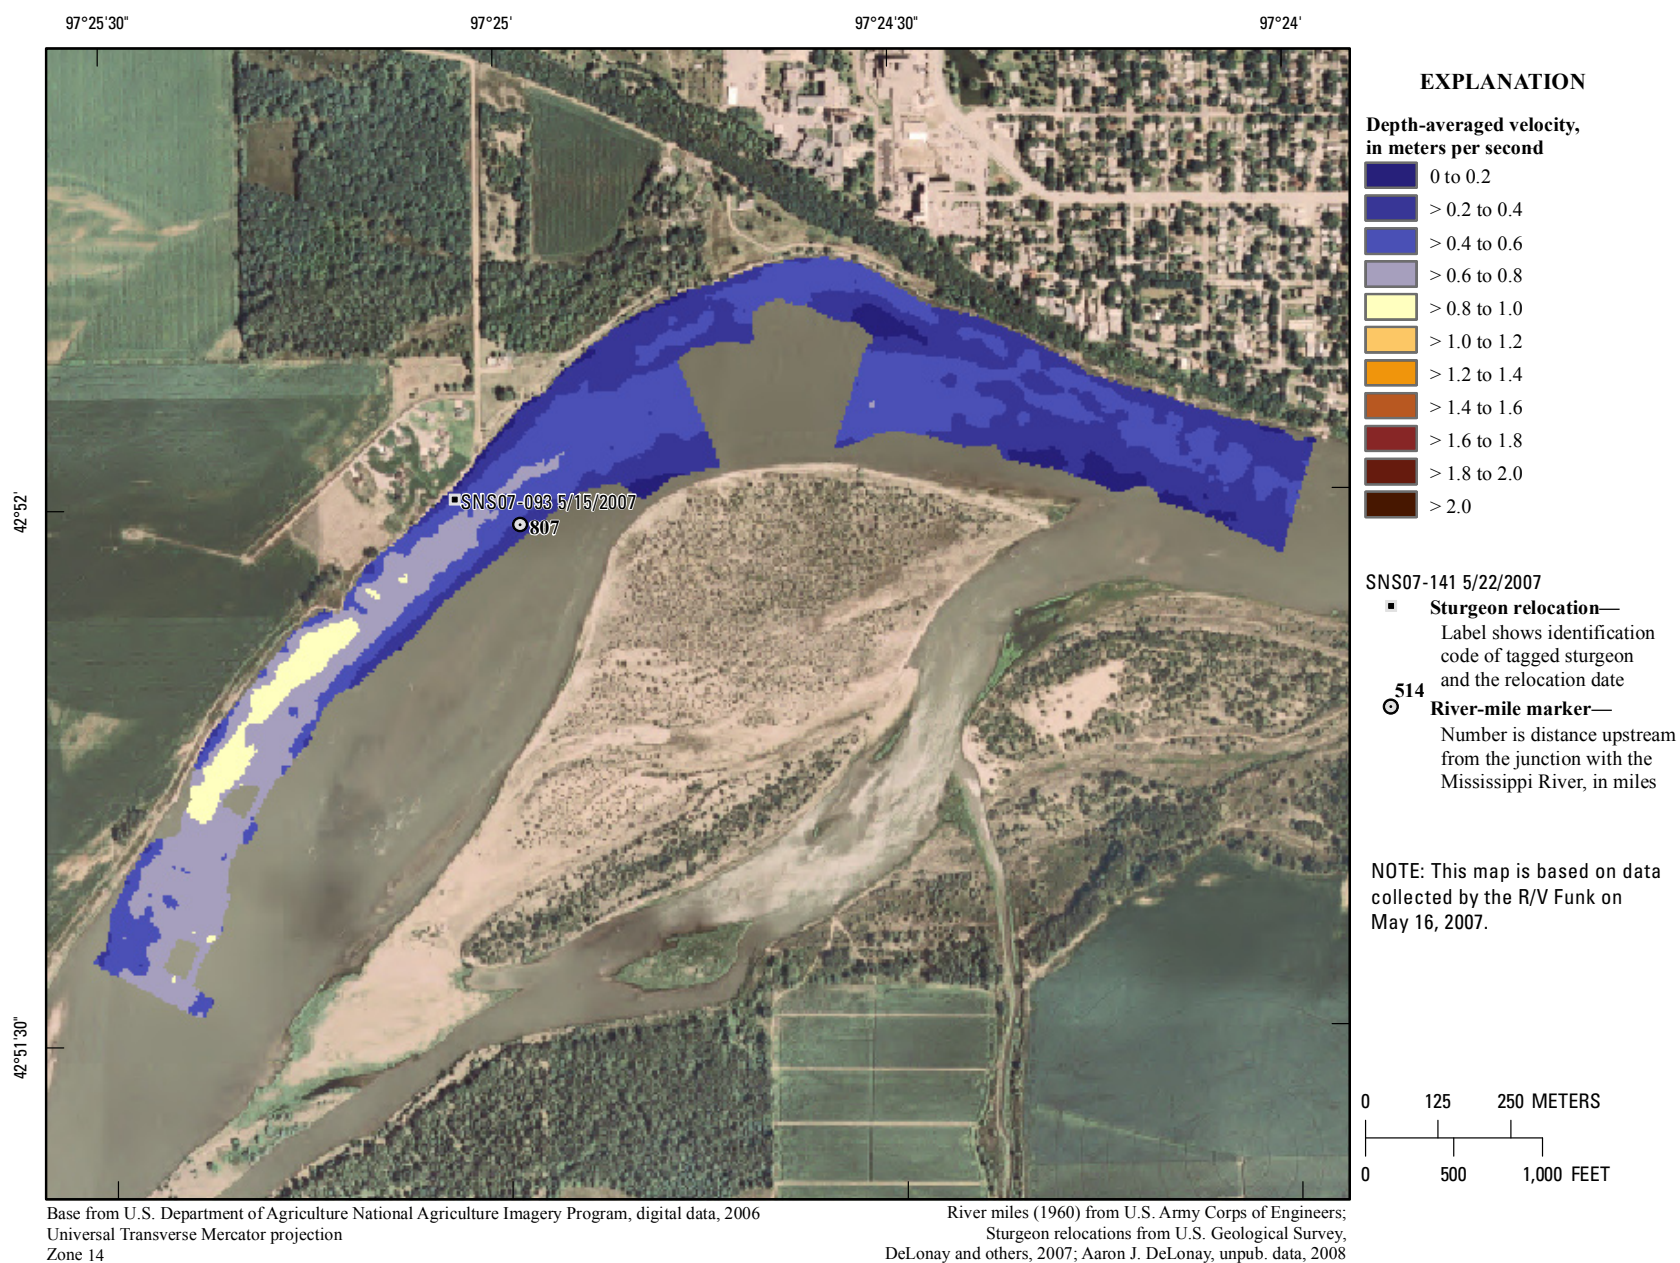 97°25'30"
97°25'
97°24'30"
97°24'
42°52'
42°51'30"
SNS07-093 5/15/2007
807
EXPLANATION
Depth-averaged velocity,
in meters per second
0 to 0.2
> 0.2 to 0.4
> 0.4 to 0.6
> 0.6 to 0.8
> 0.8 to 1.0
> 1.0 to 1.2
> 1.2 to 1.4
> 1.4 to 1.6
> 1.6 to 1.8
> 1.8 to 2.0
> 2.0
SNS07-141 5/22/2007
Sturgeon relocation—
Label shows identification
code of tagged sturgeon
and the relocation date
514
River-mile marker—
Number is distance upstream
from the junction with the
Mississippi River, in miles
NOTE: This map is based on data
collected by the R/V Funk on
May 16, 2007.
0 125 250 METERS
0 500 1,000 FEET
Base from U.S. Department of Agriculture National Agriculture Imagery Program, digital data, 2006
Universal Transverse Mercator projection
Zone 14
River miles (1960) from U.S. Army Corps of Engineers;
Sturgeon relocations from U.S. Geological Survey,
DeLonay and others, 2007; Aaron J. DeLonay, unpub. data, 2008